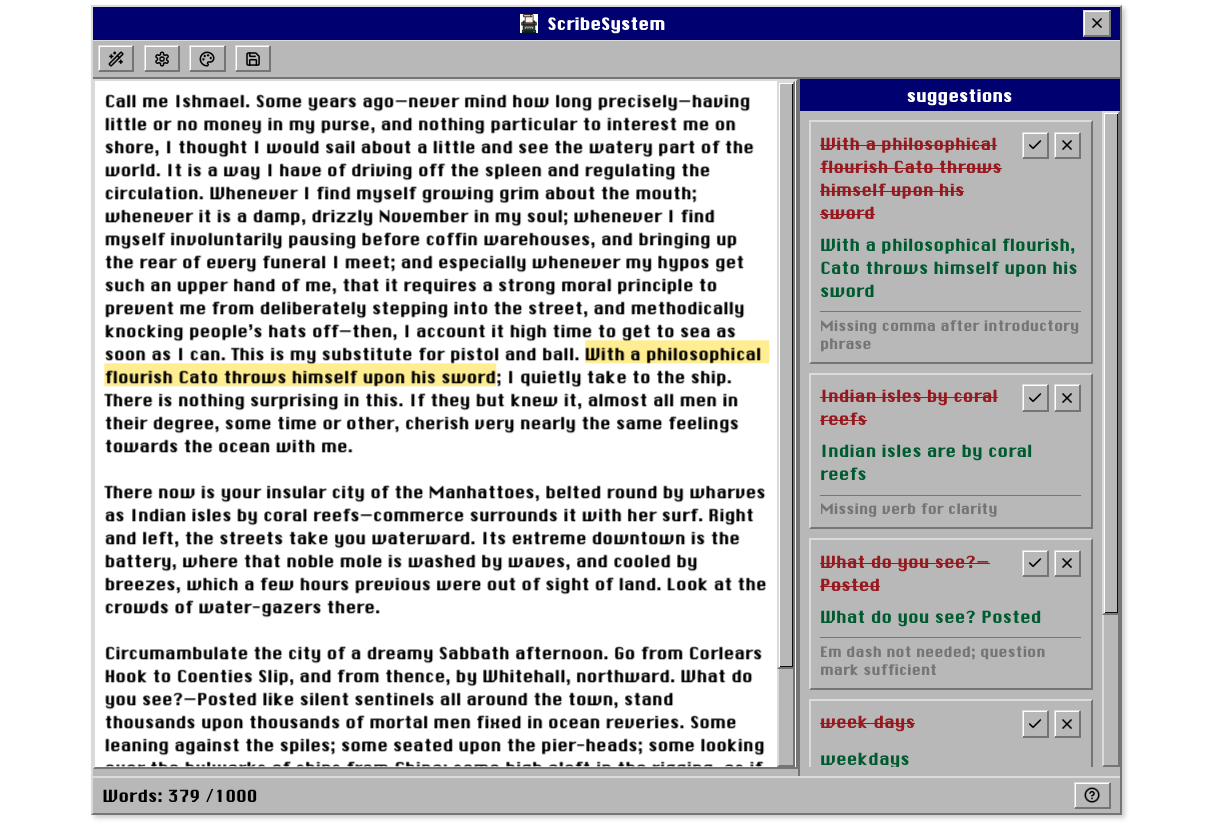 ScribeSystem
Call me Ishmael. Some years ago—never mind how long precisely—having
little or no money in my purse, and nothing particular to interest me on
shore, I thought I would sail about a little and see the watery part of the
world. It is a way I have of driving off the spleen and regulating the
circulation. Whenever I find myself growing grim about the mouth;
whenever it is a damp, drizzly November in my soul; whenever I find
myself involuntarily pausing before coffin warehouses, and bringing up
the rear of every funeral I meet; and especially whenever my hypos get
such an upper hand of me, that it requires a strong moral principle to
prevent me from deliberately stepping into the street, and methodically
knocking people's hats off—then, I account it high time to get to sea as
soon as I can. This is my substitute for pistol and ball. With a philosophical
flourish Cato throws himself upon his sword; I quietly take to the ship.
There is nothing surprising in this. If they but knew it, almost all men in
their degree, some time or other, cherish very nearly the same feelings
towards the ocean with me.
There now is your insular city of the Manhattoes, belted round by wharves
as Indian isles by coral reefs—commerce surrounds it with her surf. Right
and left, the streets take you waterward. Its extreme downtown is the
battery, where that noble mole is washed by waves, and cooled by
breezes, which a few hours previous were out of sight of land. Look at the
crowds of water-gazers there.
Circumambulate the city of a dreamy Sabbath afternoon. Go from Corlears
Hook to Coenties Slip, and from thence, by Whitehall, northward. What do
you see?—Posted like silent sentinels all around the town, stand
thousands upon thousands of mortal men fixed in ocean reveries. Some
leaning against the spiles; some seated upon the pier-heads; some looking
over the bulwarks of ships from China; some high aloft in the rigging, as if
suggestions
With a philosophical
flourish Cato throws
himself upon his
sword
With a philosophical flourish,
Cato throws himself upon his
sword
Missing comma after introductory
phrase
Indian isles by coral
reefs
Indian isles are by coral
reefs
Missing verb for clarity
What do you see?—
Posted
What do you see? Posted
Em dash not needed; question
mark sufficient
week days
weekdays
Words: 379 /1000